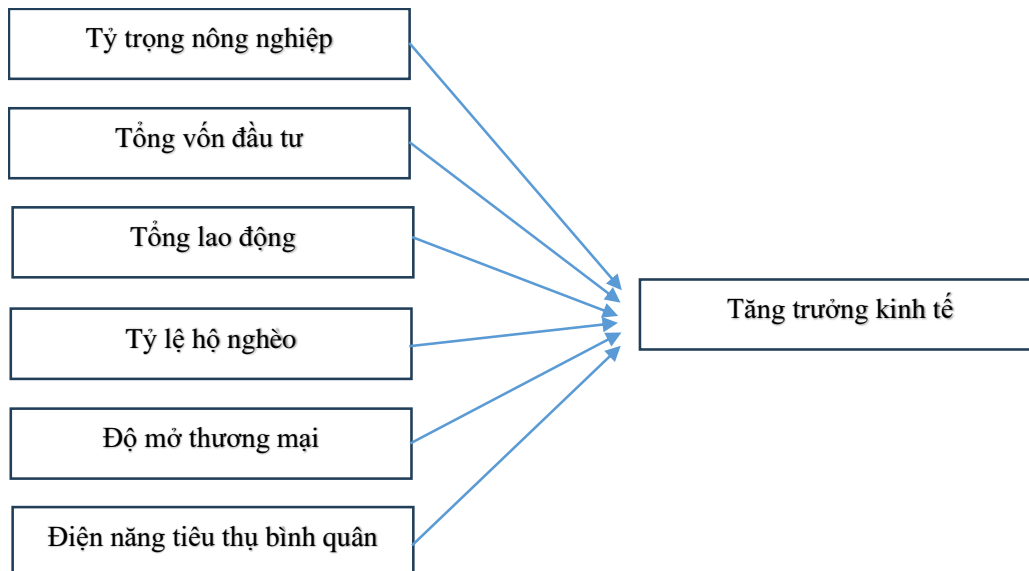 Tỷ trọng nông nghiệp
Tổng vốn đầu tư
Tổng lao động
Tỷ lệ hộ nghèo
Độ mở thương mại
Điện năng tiêu thụ bình quân
Tăng trưởng kinh tế